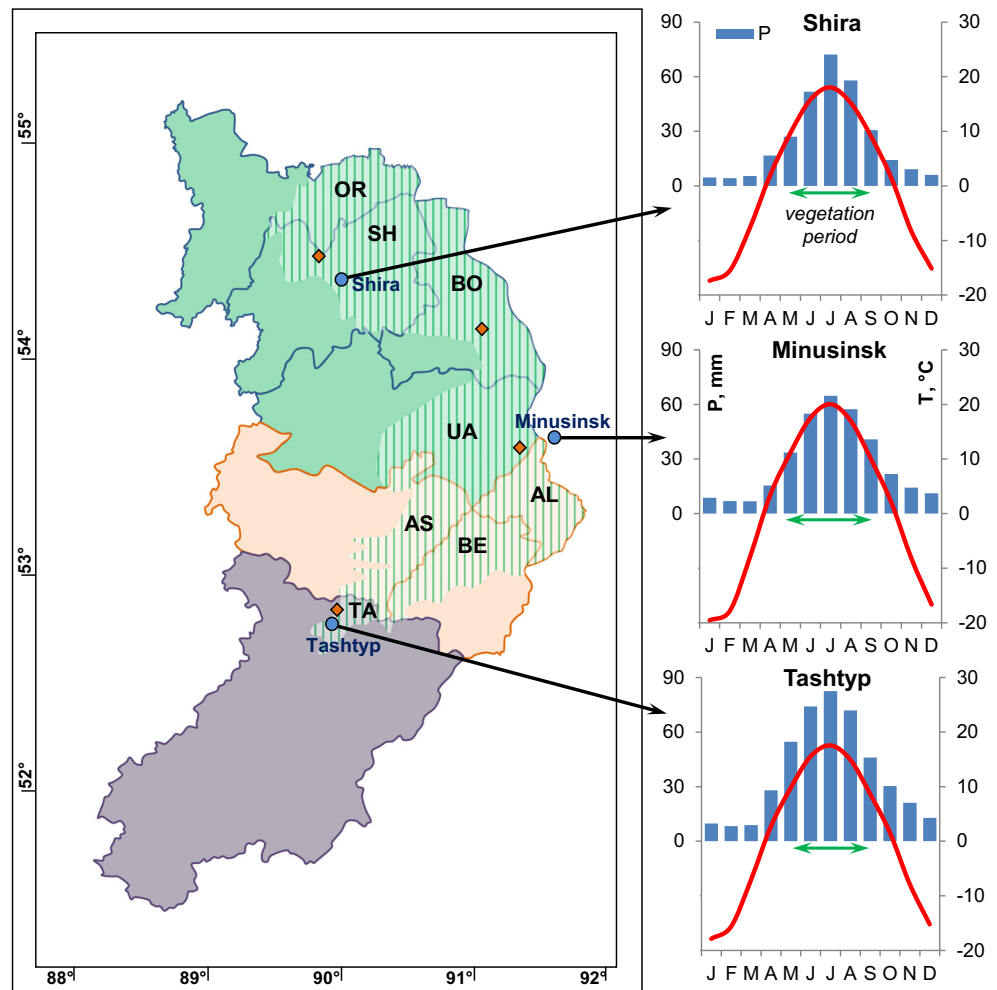 55°
54°
53°
52°
88°
89°
90°
91°
92°
OR
SH
Shira
BO
Minusinsk
UA
AL
AS
BE
TA
Tashtyp
Shira
P
90
60
30
0
30
20
10
0
-10
-20
vegetation
period
J F M A M J J A S O N D
Minusinsk
P, mm
T, °C
90
60
30
0
30
20
10
0
-10
-20
J F M A M J J A S O N D
Tashtyp
90
60
30
0
30
20
10
0
-10
-20
J F M A M J J A S O N D